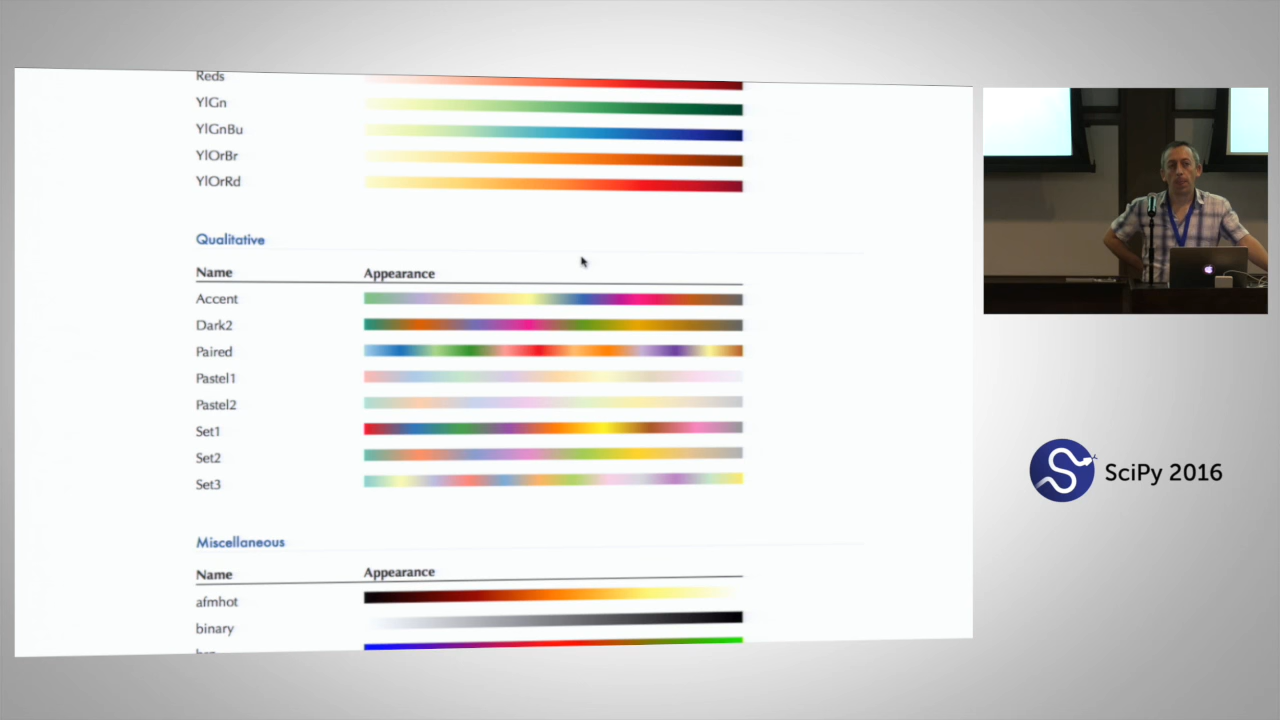 Reds
YlGn
YlGnBu
YlOrBr
YlOrRd
Qualitative
Name Appearance
Accent
Dark2
Paired
Pastel1
Pastel2
Set1
Set2
Set3
Miscellaneous
Name Appearance
afmhot
binary
SciPy 2016